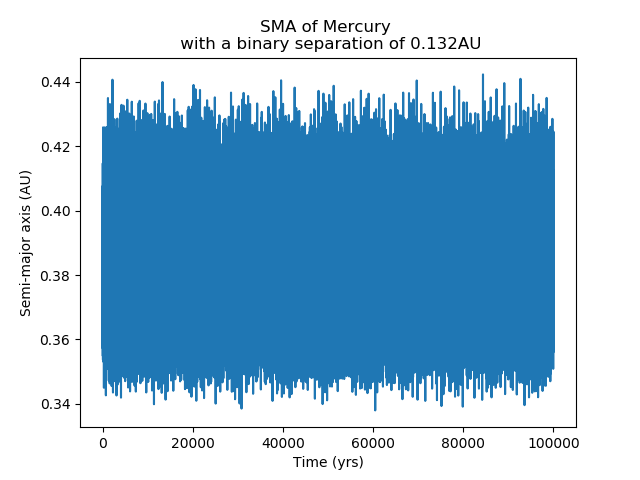 SMA of Mercury
with a binary separation of 0.132AU
Semi-major axis (AU)
0.44
0.42
0.40
0.38
0.36
0.34
0 20000 40000 60000 80000 100000
Time (yrs)